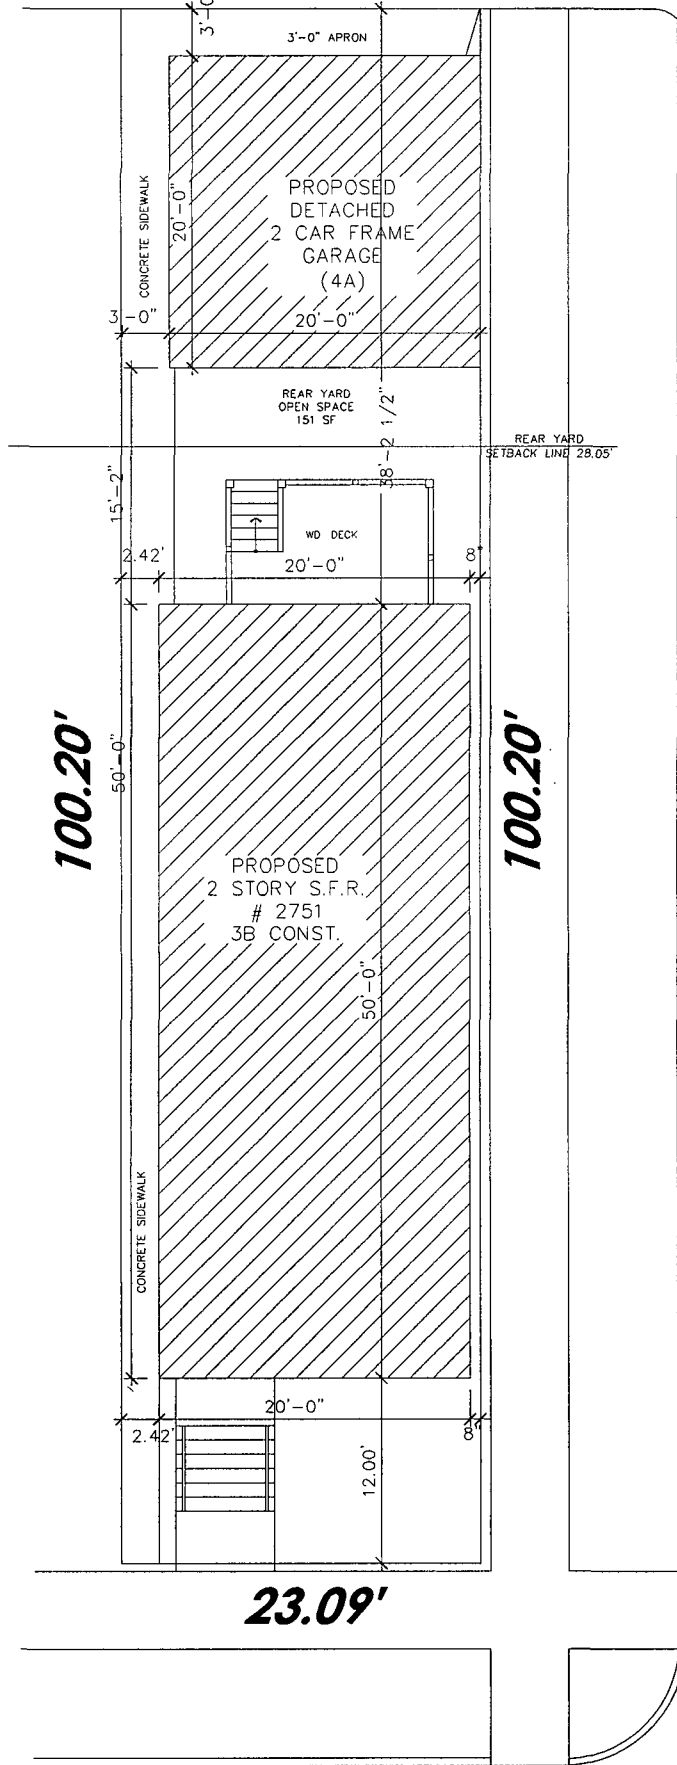 3'-0"
3'-0" APRON
CONCRETE SIDEWALK
20'-0"
PROPOSED
DETACHED
2 CAR FRAME
GARAGE
(4A)
3'-0"
20'-0"
REAR YARD
OPEN SPACE
151 SF
38'-2 1/2"
REAR YARD
SETBACK LINE 28.05'
15'-2"
WD DECK
2.42'
20'-0"
8"
100.20'
50'-0"
100.20'
PROPOSED
2 STORY S.F.R.
# 2751
3B CONST.
50'-0"
CONCRETE SIDEWALK
20'-0"
2.42'
8"
12.00'
23.09'